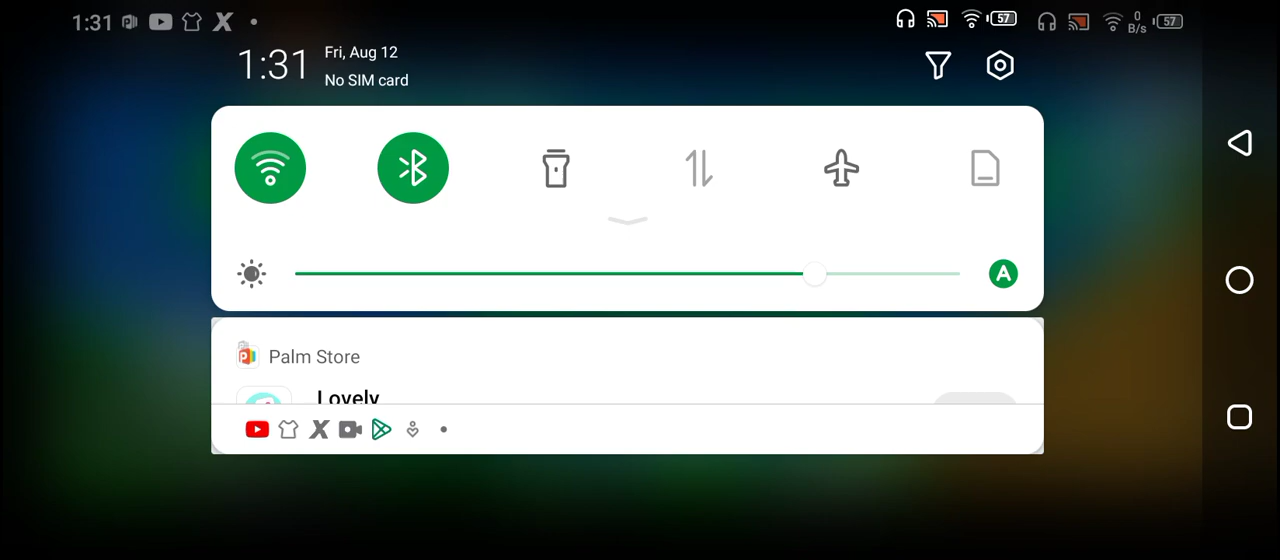 1:31
57
0
B/s
57
1:31
Fri, Aug 12
No SIM card
A
Palm Store
Lovely